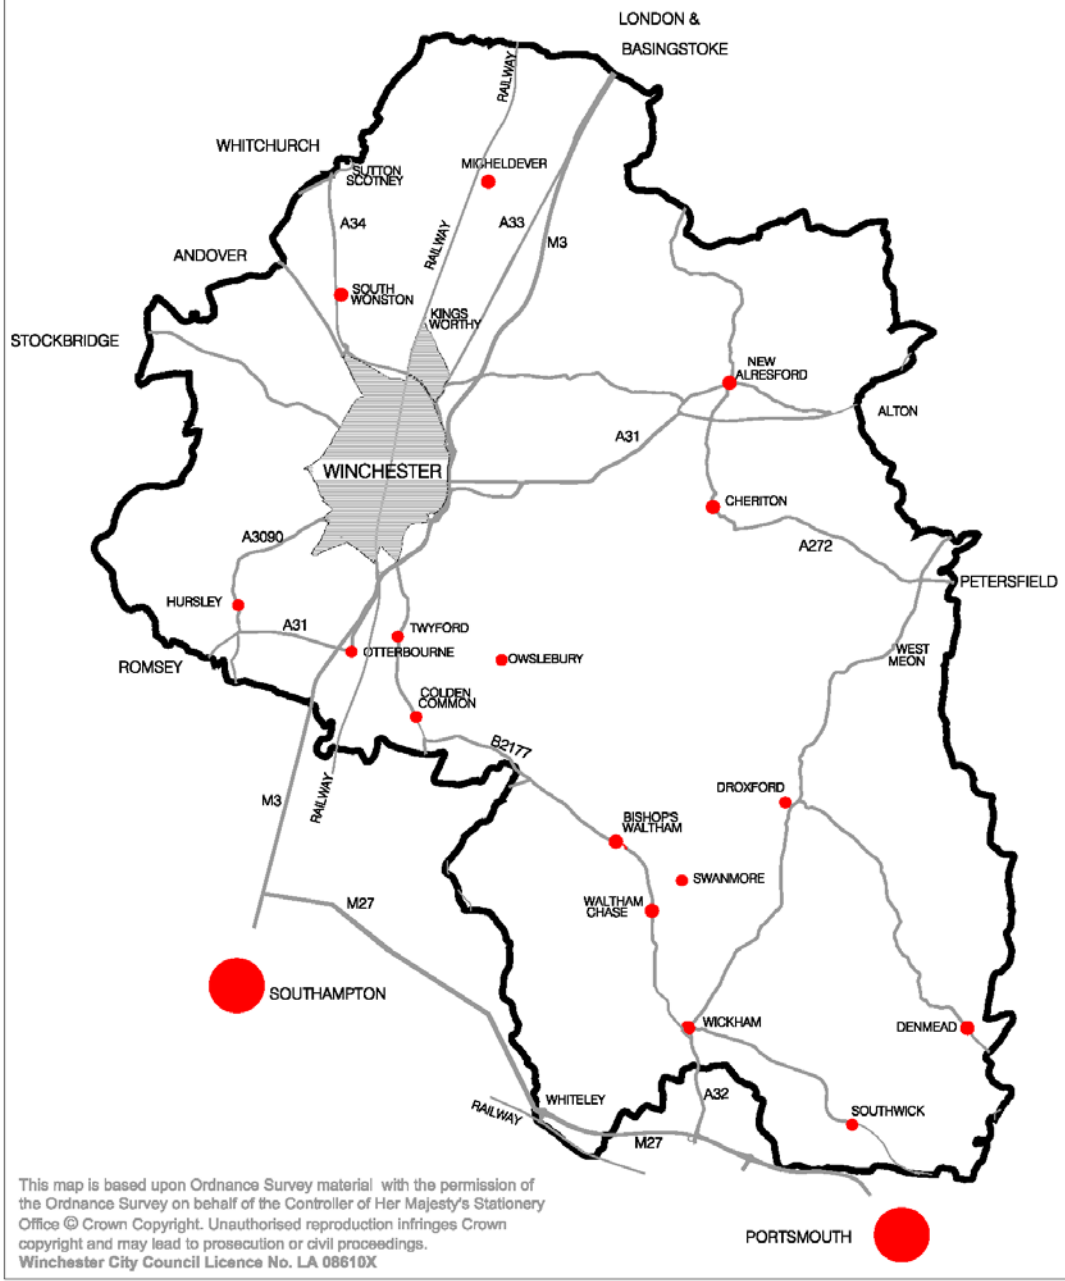 LONDON &
BASINGSTOKE
RAILWAY
WHITCHURCH
SUTTON
SCOTNEY
MICHELDEVER
A34
RAILWAY
A33
M3
ANDOVER
SOUTH
WONSTON
KINGS
WORTHY
STOCKBRIDGE
NEW
ALRESFORD
ALTON
A31
WINCHESTER
CHERITON
A3090
A272
PETERSFIELD
HURSLEY
A31
TWYFORD
OTTERBOURNE
OWSLEBURY
WEST
MEON
ROMSEY
COLDEN
COMMON
B2177
M3
RAILWAY
DROXFORD
BISHOP'S
WALTHAM
SWANMORE
WALTHAM
CHASE
M27
SOUTHAMPTON
WICKHAM
DENMEAD
WHITELEY
RAILWAY
A32
SOUTHWICK
M27
PORTSMOUTH
This map is based upon Ordnance Survey material with the permission of
the Ordnance Survey on behalf of the Controller of Her Majesty's Stationery
Office © Crown Copyright. Unauthorised reproduction infringes Crown
copyright and may lead to prosecution or civil proceedings.
Winchester City Council Licence No. LA 08610X